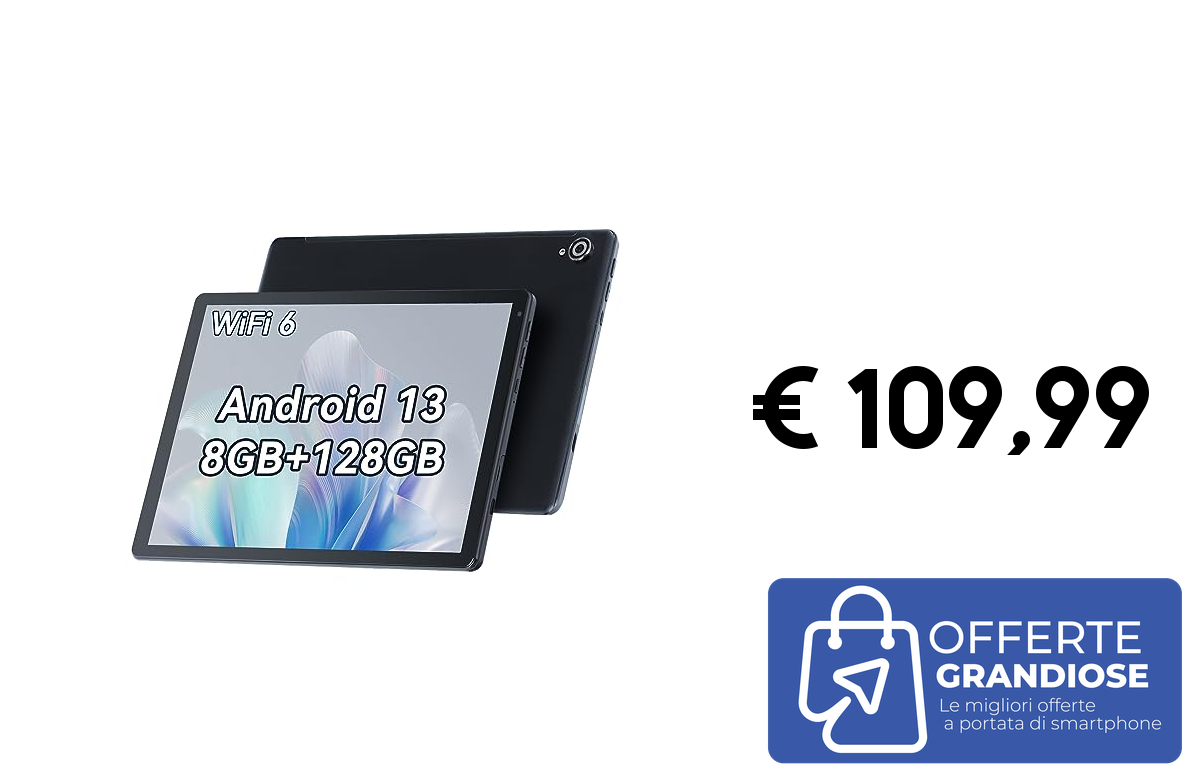 WiFi 6
Android 13
8GB+128GB
€ 109,99
OFFERTE
GRANDIOSE
Le migliori offerte
a portata di smartphone